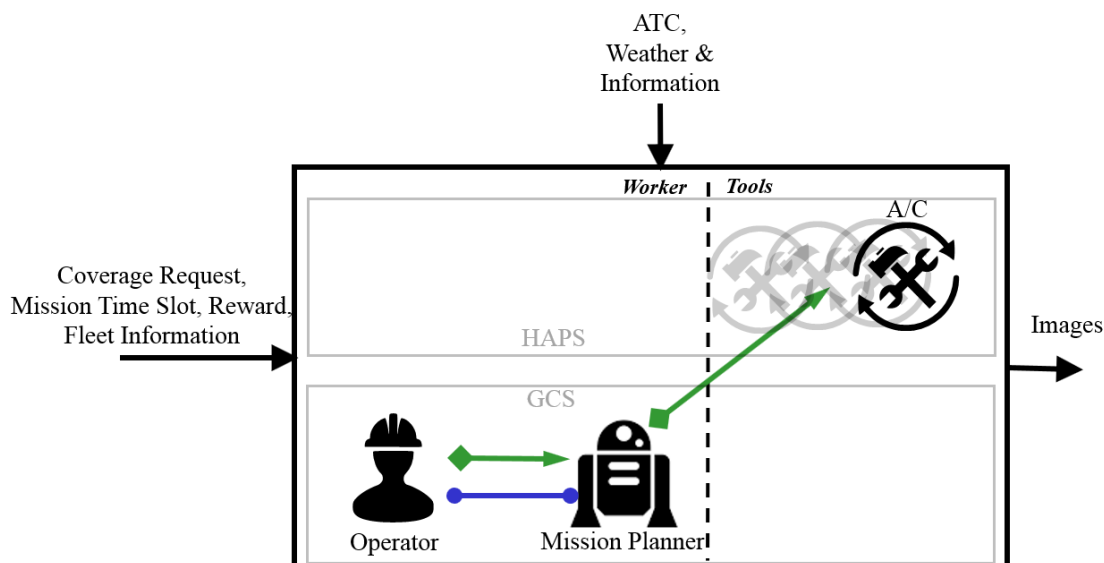 ATC,
Weather &
Information
Worker
Tools
A/C
Coverage Request,
Mission Time Slot, Reward,
Fleet Information
HAPS
Images
GCS
Operator
Mission Planner